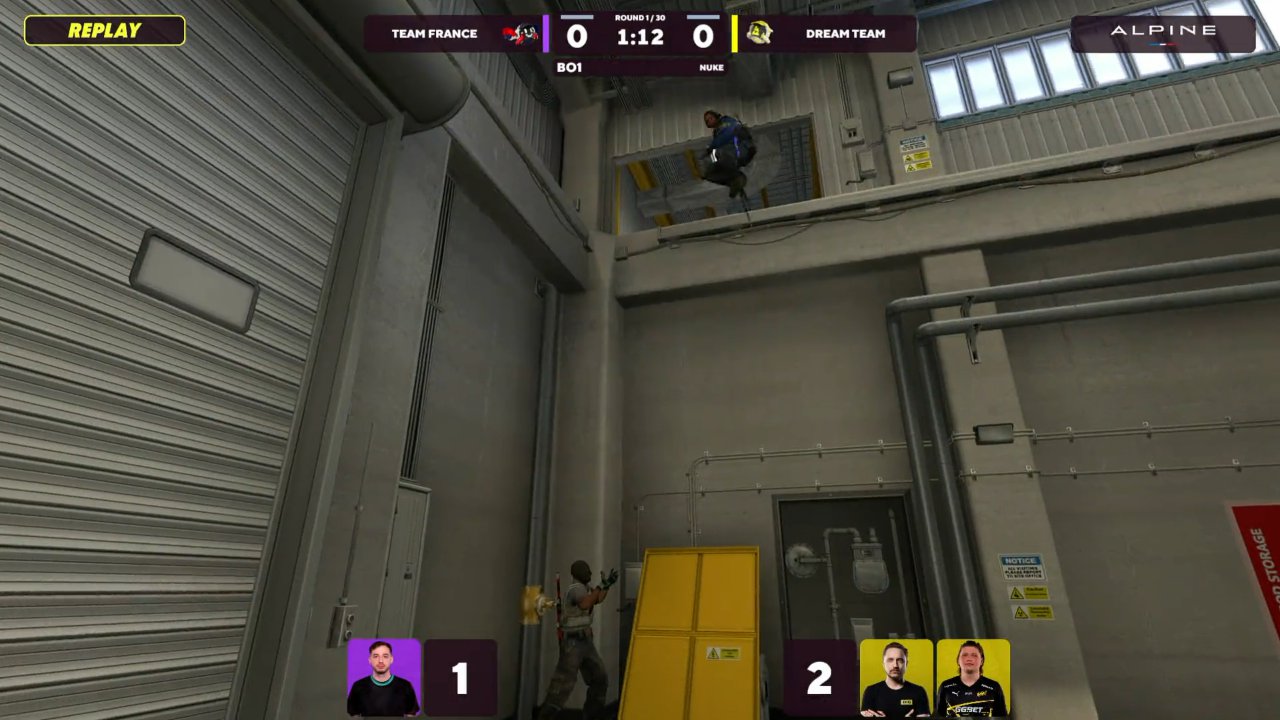 REPLAY
TEAM FRANCE
0
ROUND 1 / 30
1:12
0
DREAM TEAM
ALPINE
BO1
NUKE
NOTICE
STORAGE
1
2